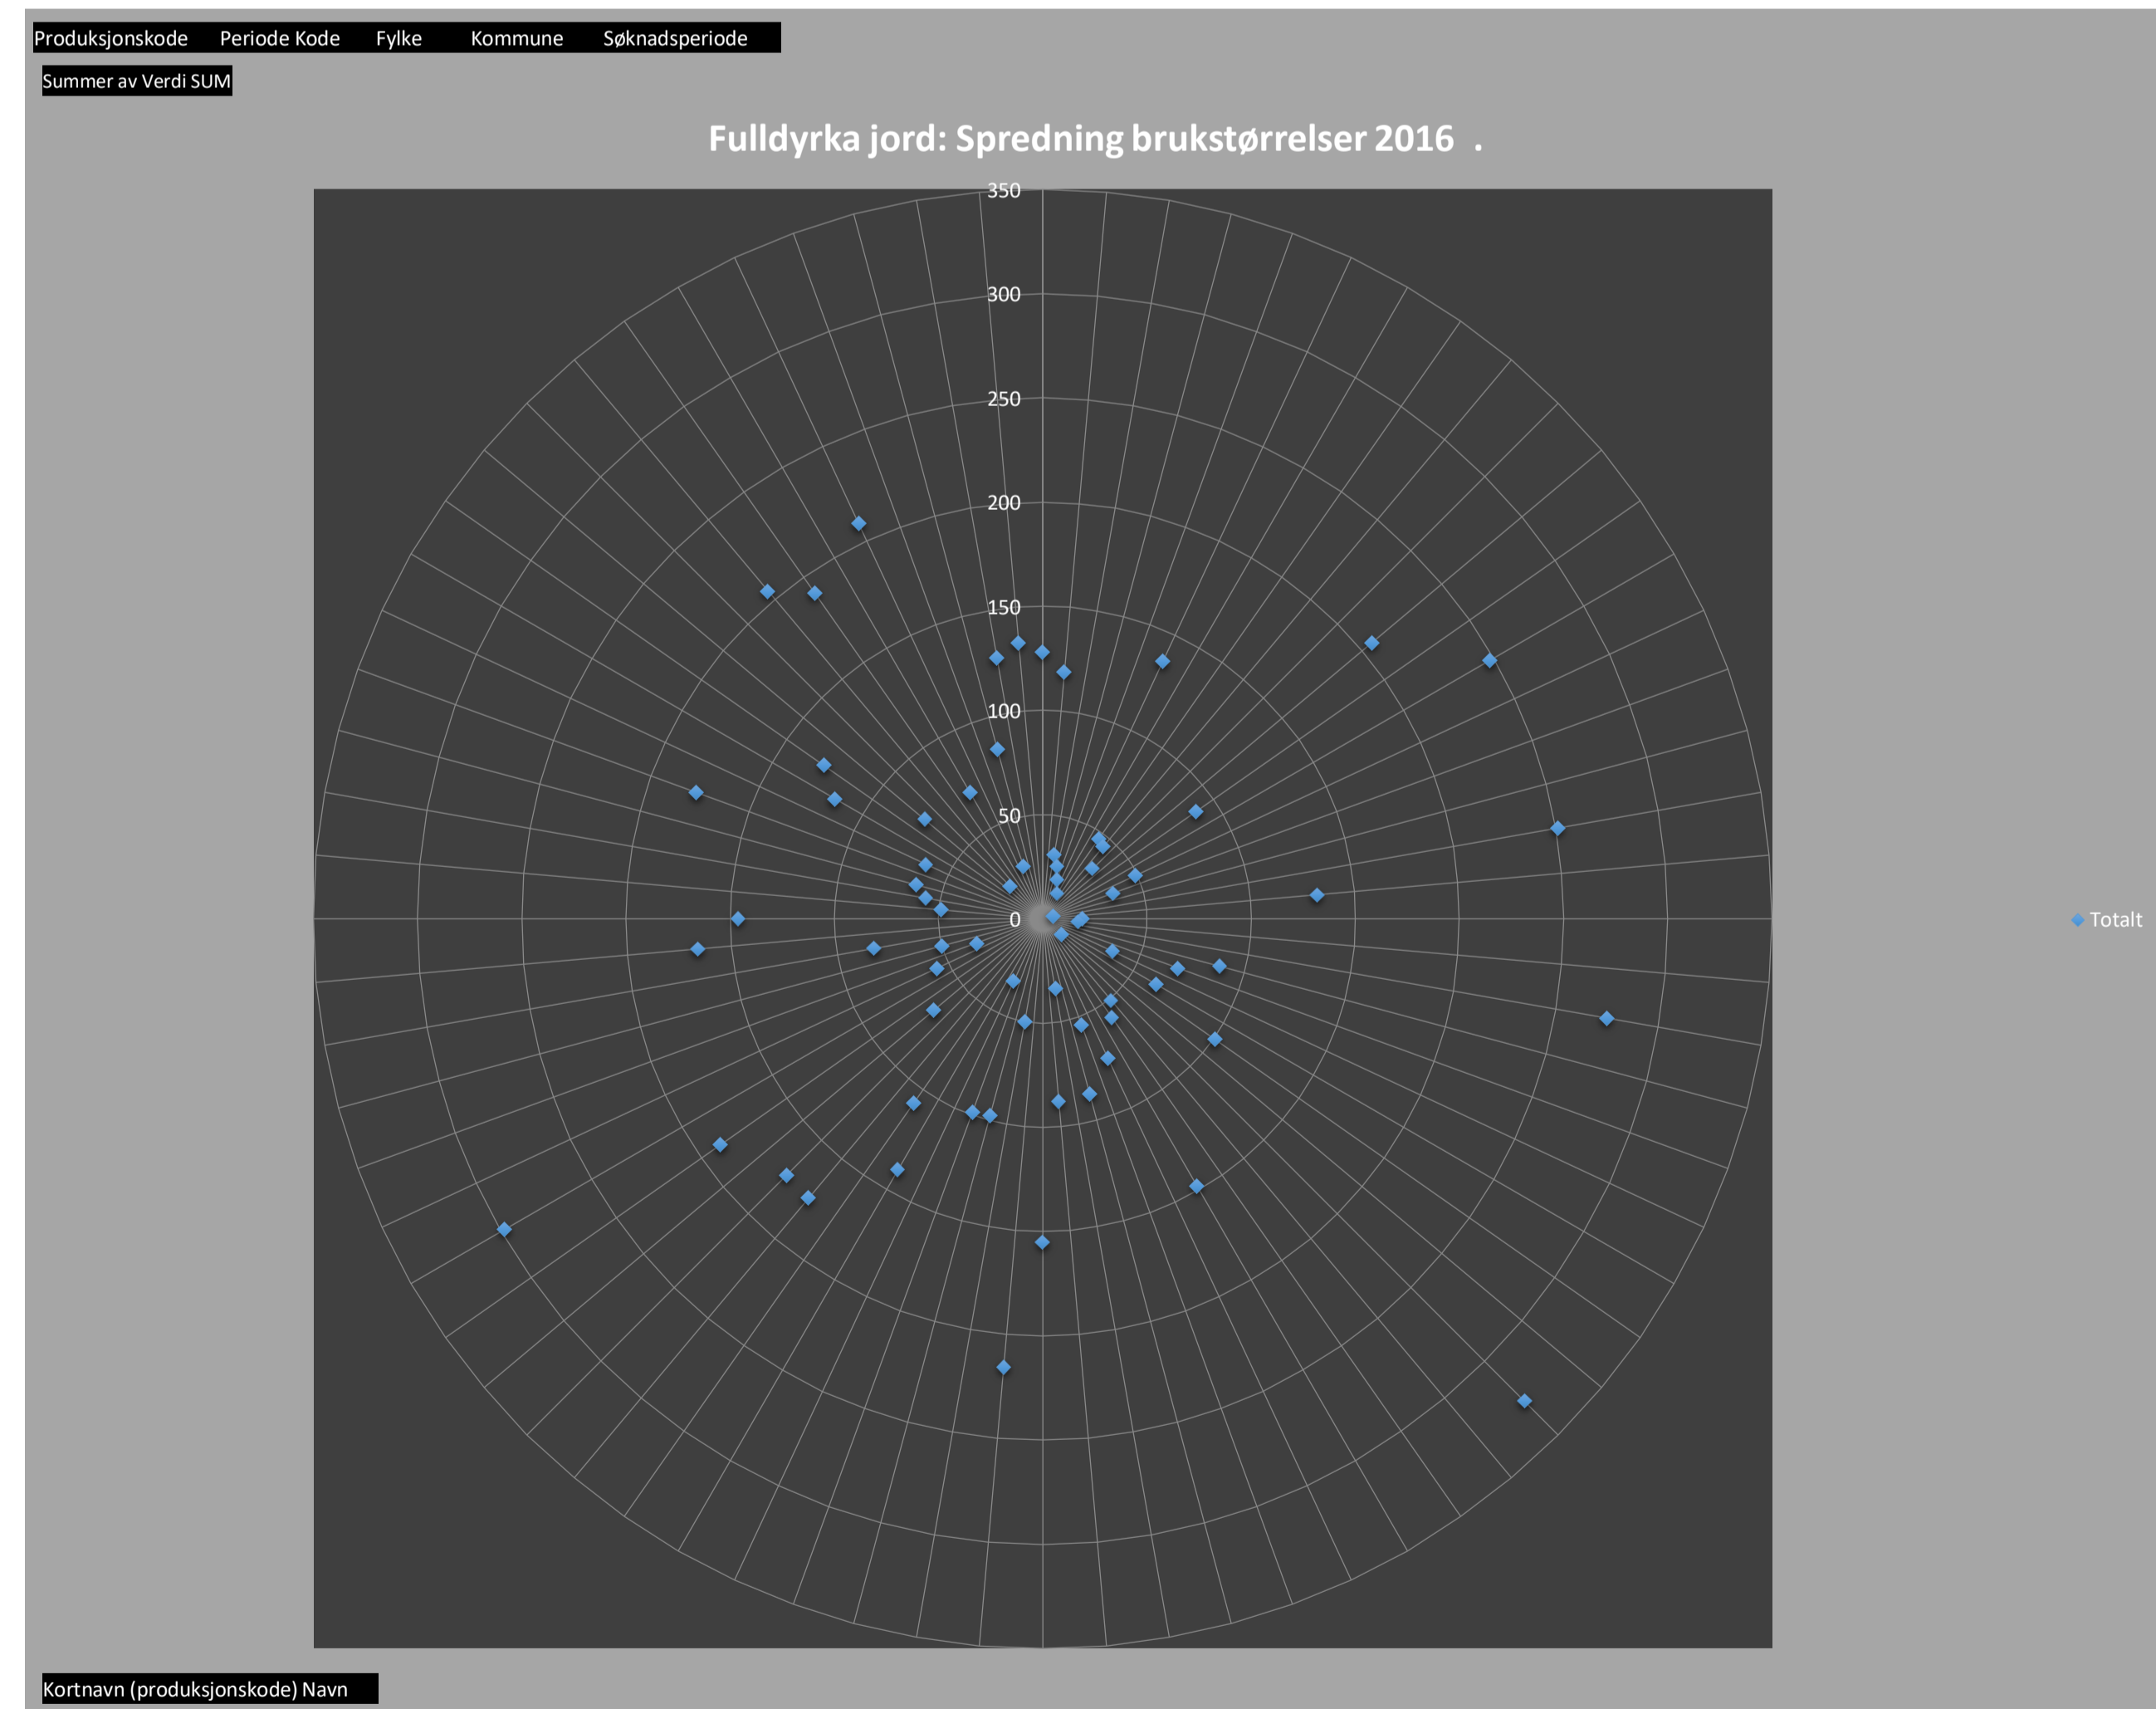 Produksjonskode Periode Kode Fylke Kommune Søknadsperiode
Summer av Verdi SUM
Fulldyrka jord: Spredning brukstørrelser 2016 .
350
300
250
200
150
100
50
0
Totalt
Kortnavn (produksjonskode) Navn